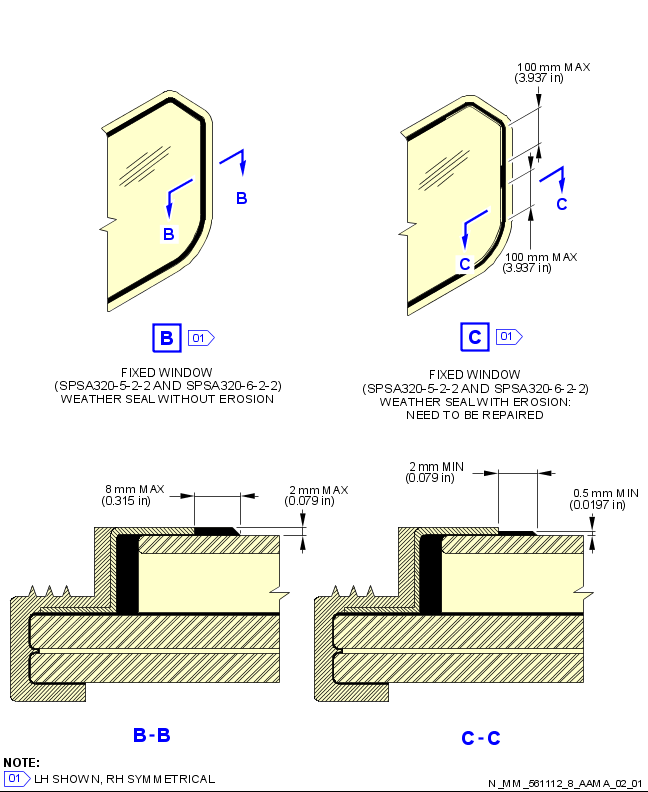 100 mm MAX
(3.937 in)
B
B
C
C
100 mm MAX
(3.937 in)
B 01
C 01
FIXED WINDOW
(SPSA320-5-2-2 AND SPSA320-6-2-2)
WEATHER SEAL WITHOUT EROSION
FIXED WINDOW
(SPSA320-5-2-2 AND SPSA320-6-2-2)
WEATHER SEAL WITH EROSION:
NEED TO BE REPAIRED
8 mm MAX
(0.315 in)
2 mm MAX
(0.079 in)
2 mm MIN
(0.079 in)
0.5 mm MIN
(0.0197 in)
B-B
C-C
NOTE:
01 LH SHOWN, RH SYMMETRICAL
N_MM_561112_8_AAMA_02_01